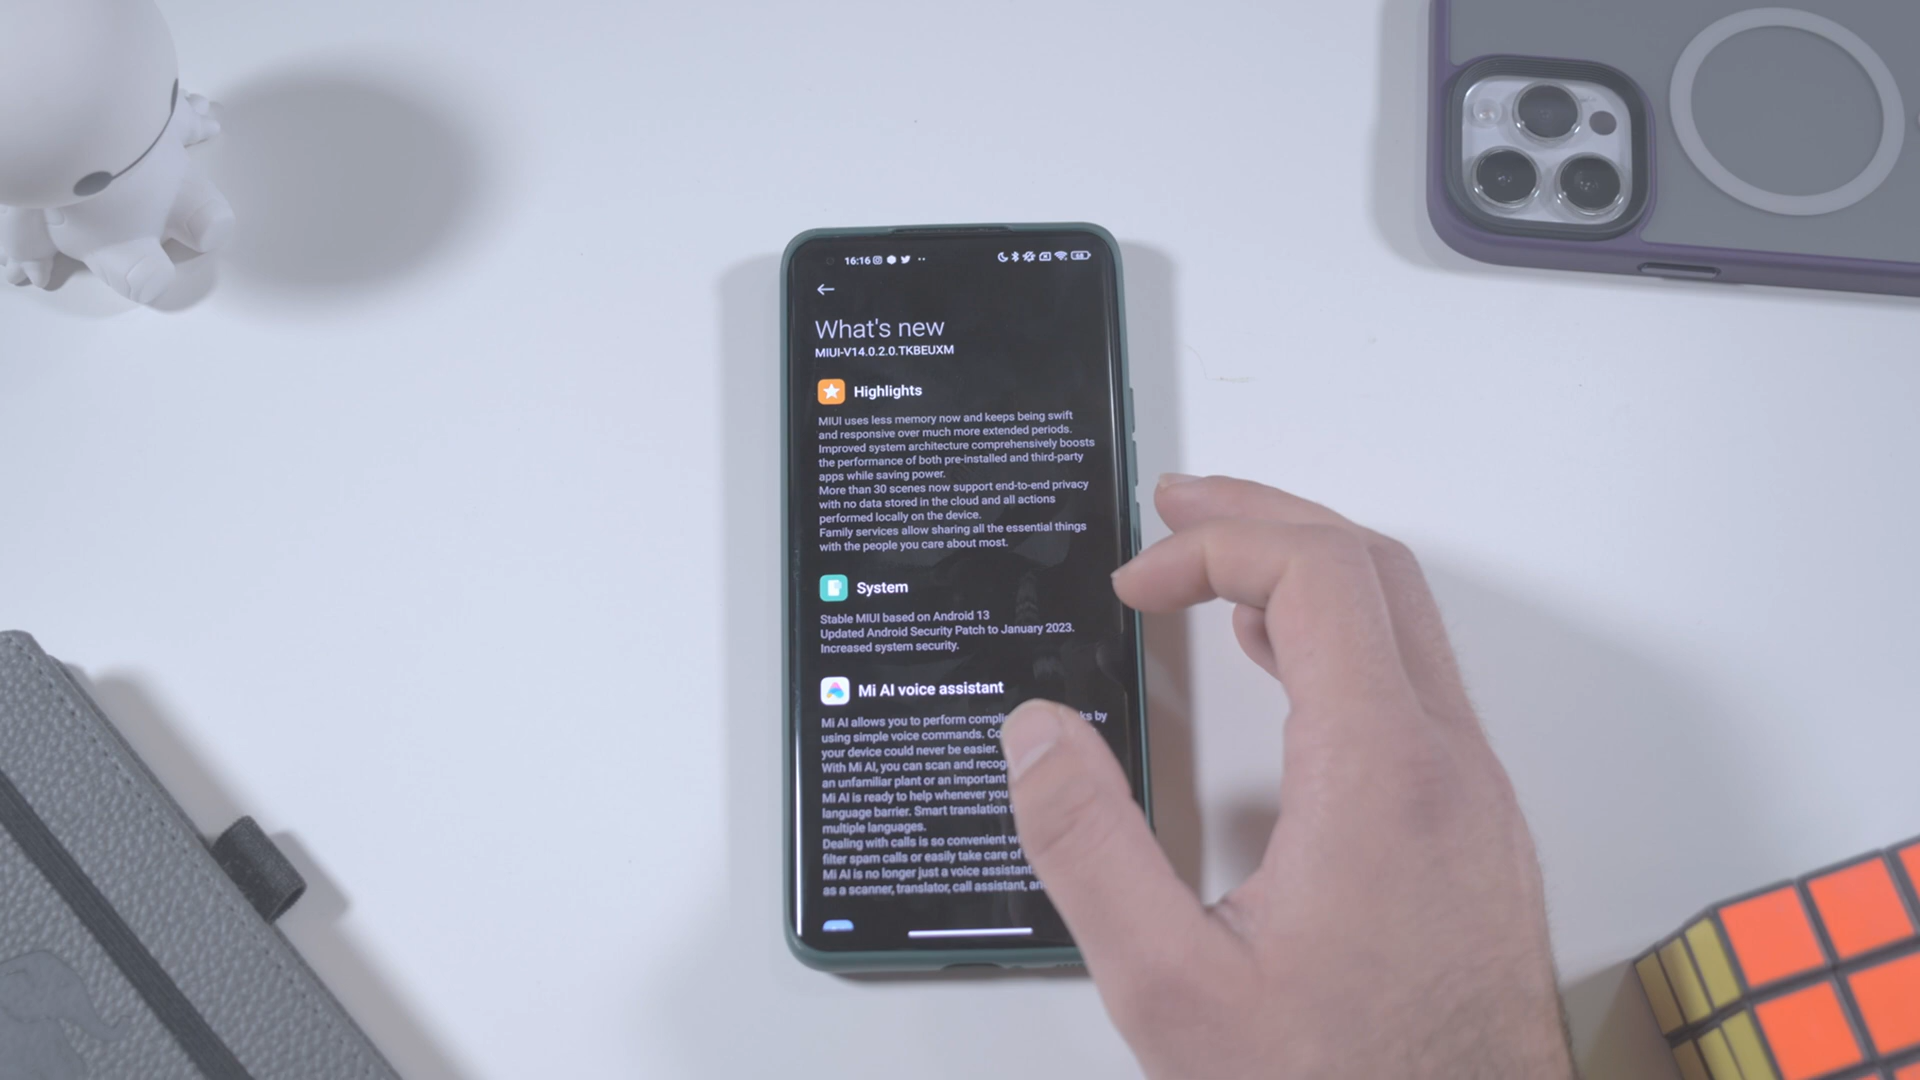 16:16
What's new
MIUI-V14.0.2.0.TKBEUXM
Highlights
MIUI uses less memory now and keeps being swift
and responsive over much more extended periods.
Improved system architecture comprehensively boosts
the performance of both pre-installed and third-party
apps while saving power.
More than 30 scenes now support end-to-end privacy
with no data stored in the cloud and all actions
performed locally on the device.
Family services allow sharing all the essential things
with the people you care about most.
System
Stable MIUI based on Android 13
Updated Android Security Patch to January 2023.
Increased system security.
Mi AI voice assistant
Mi AI allows you to perform by
using simple voice commands.
your device could never be easier.
With Mi AI, you can scan and
an unfamiliar plant or an important
Mi AI is ready to help whenever you
language barrier. Smart translation
multiple languages.
Dealing with calls is so convenient
filter spam calls or easily take care of
Mi AI is no longer just a voice assistant
as a scanner, translator, call assistant,